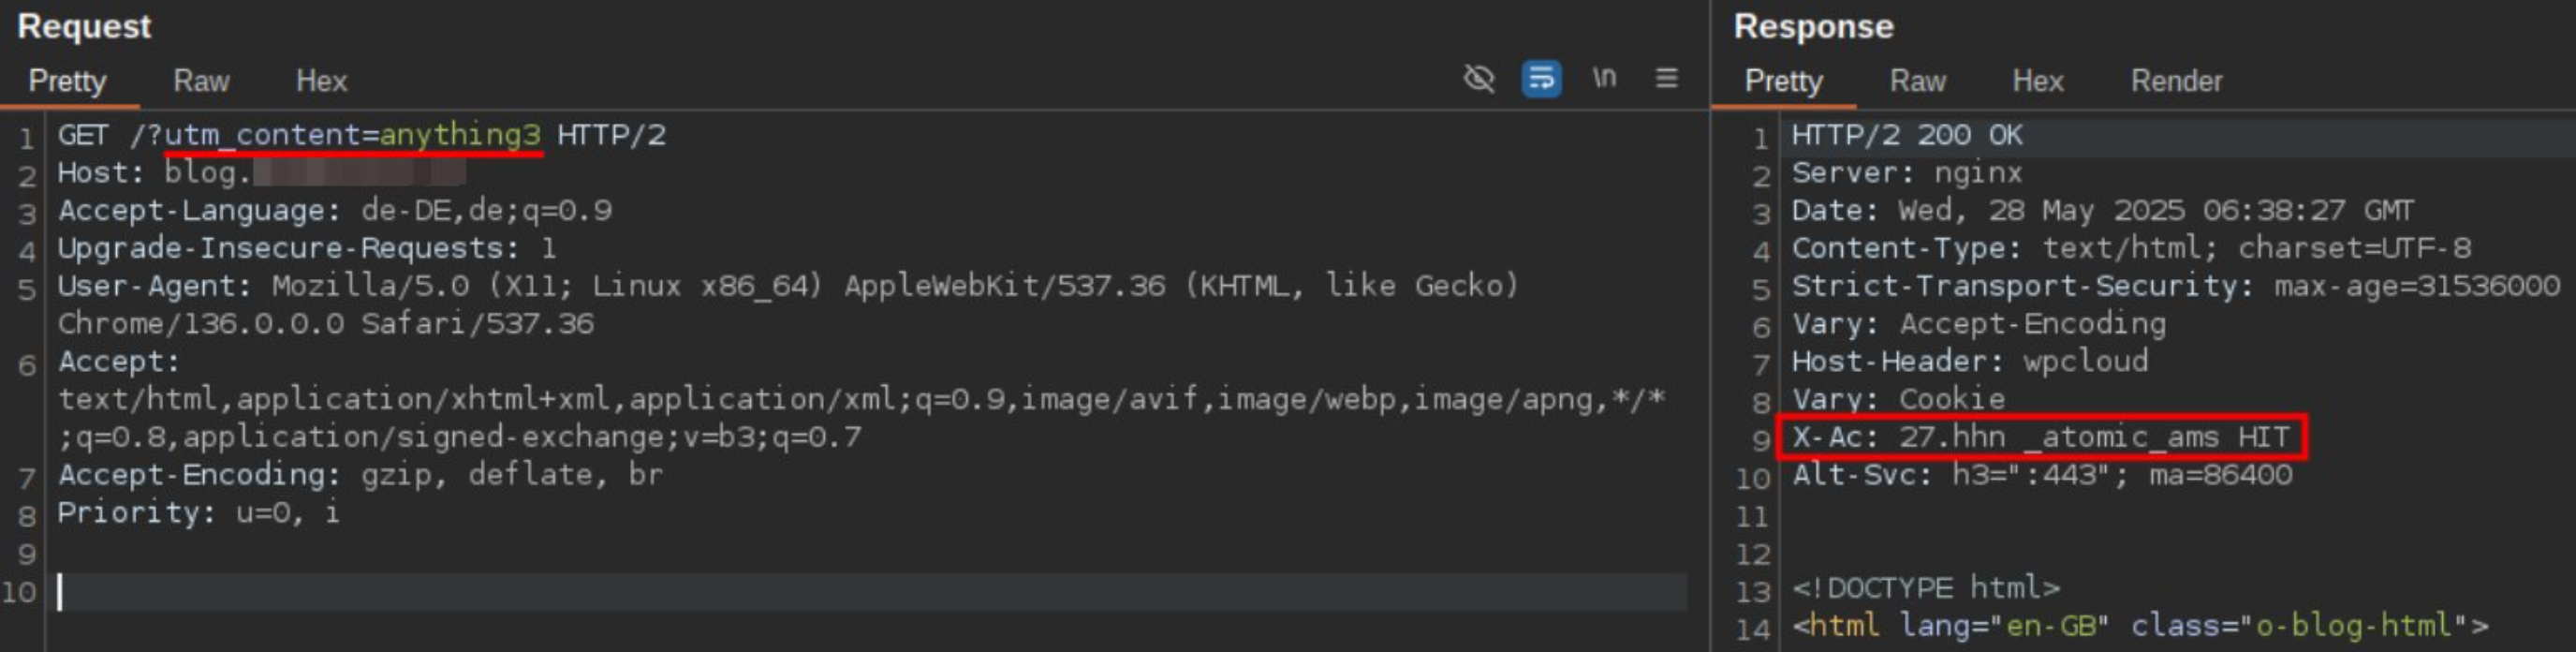 Request
Pretty Raw Hex \n
1 GET /?utm_content=anything3 HTTP/2
2 Host: blog.
3 Accept-Language: de-DE,de;q=0.9
4 Upgrade-Insecure-Requests: 1
5 User-Agent: Mozilla/5.0 (X11; Linux x86_64) AppleWebKit/537.36 (KHTML, like Gecko)
Chrome/136.0.0.0 Safari/537.36
6 Accept:
text/html,application/xhtml+xml,application/xml;q=0.9,image/avif,image/webp,image/apng,*/*
;q=0.8,application/signed-exchange;v=b3;q=0.7
7 Accept-Encoding: gzip, deflate, br
8 Priority: u=0, i
9
10
Response
Pretty Raw Hex Render
1 HTTP/2 200 OK
2 Server: nginx
3 Date: Wed, 28 May 2025 06:38:27 GMT
4 Content-Type: text/html; charset=UTF-8
5 Strict-Transport-Security: max-age=31536000
6 Vary: Accept-Encoding
7 Host-Header: wpcloud
8 Vary: Cookie
9 X-Ac: 27.hhn _atomic_ams HIT
10 Alt-Svc: h3=":443"; ma=86400
11
12
13 <!DOCTYPE html>
14 <html lang="en-GB" class="o-blog-html">